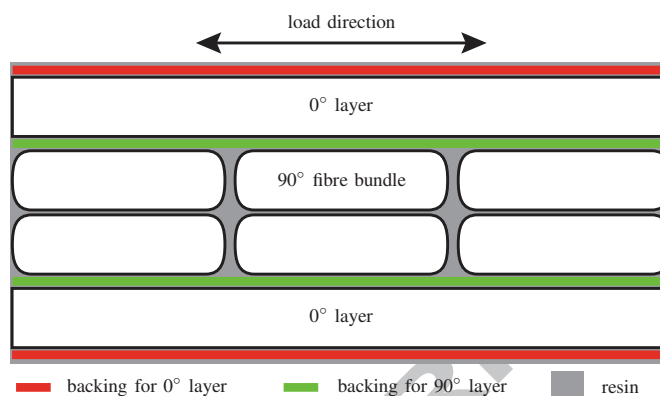 load direction
0° layer
90° fibre bundle
0° layer
backing for 0° layer backing for 90° layer resin